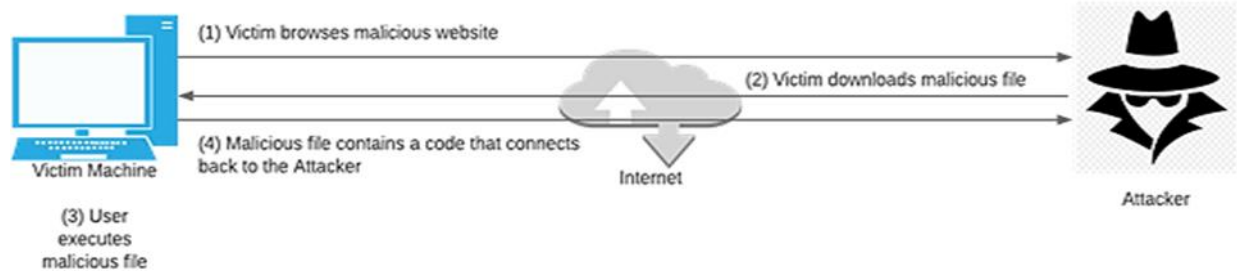 (1) Victim browses malicious website
(2) Victim downloads malicious file
(4) Malicious file contains a code that connects
back to the Attacker
Victim Machine
Internet
Attacker
(3) User
executes
malicious file